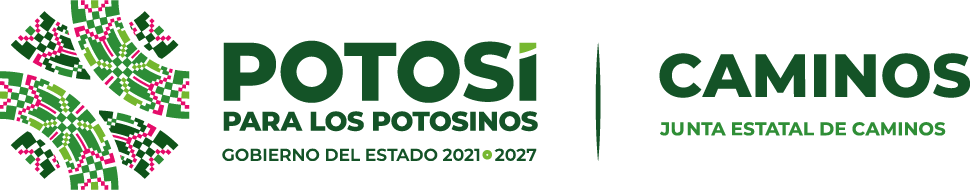 POTOSÍ
PARA LOS POTOSINOS
GOBIERNO DEL ESTADO 2021 2027
CAMINOS
JUNTA ESTATAL DE CAMINOS